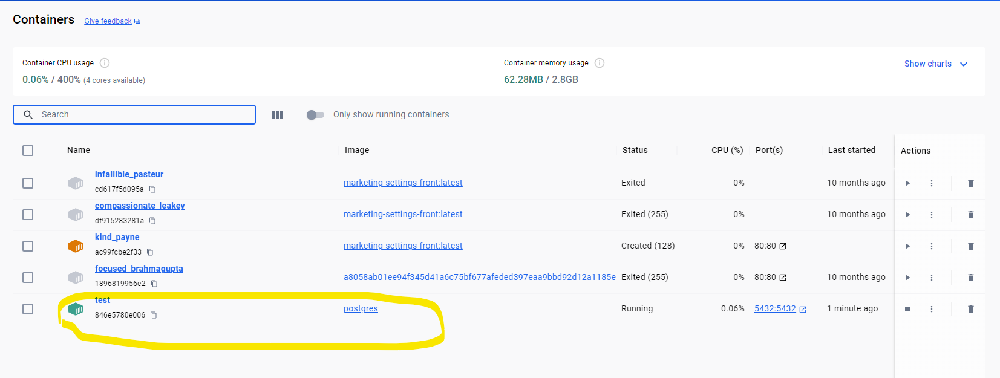 Containers Give feedback
Container CPU usage
0.06% / 400% (4 cores available)
Container memory usage
62.28MB / 2.8GB
Show charts
Search
Only show running containers
Name Image Status CPU (%) Port(s) Last started Actions
infallible_pasteur
cd617f5d095a
marketing-settings-front:latest Exited 0% 10 months ago
compassionate_leakey
df915283281a
marketing-settings-front:latest Exited (255) 0% 10 months ago
kind_payne
ac99fcbe2f33
marketing-settings-front:latest Created (128) 0% 80:80
focused_brahmagupta
1896819956e2
a8058ab01ee94f345d41a6c75bf677afeded397eaa9bbd92d12a1185e Exited (255) 0% 80:80 10 months ago
test
846e5780e006
postgres Running 0.06% 5432:5432 1 minute ago